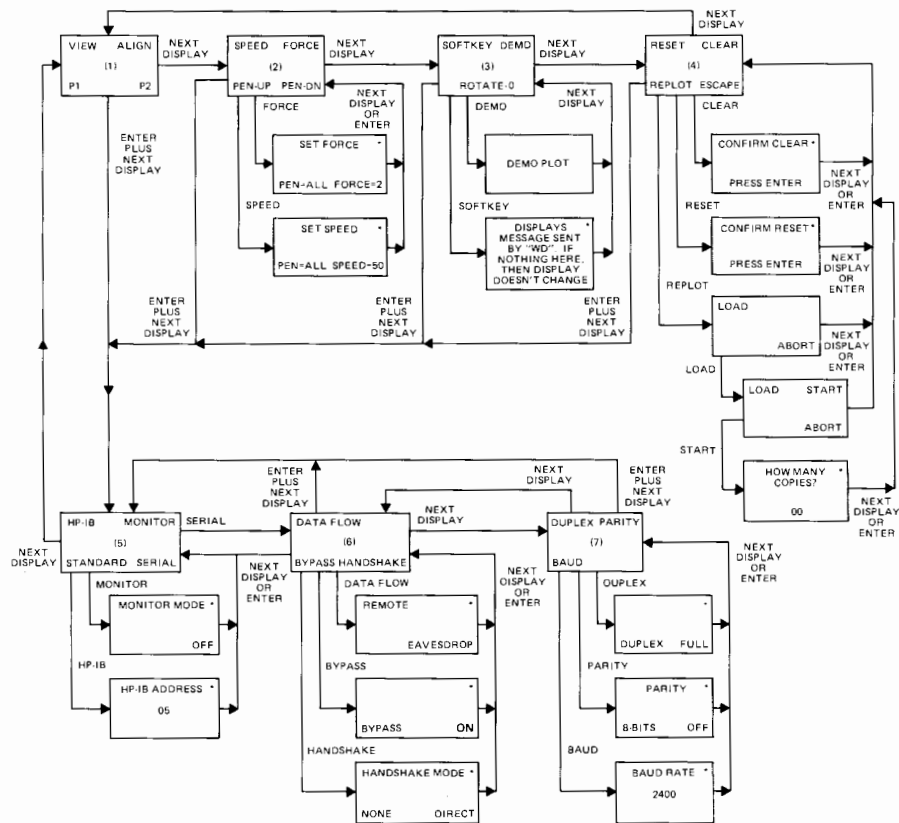 NEXT
DISPLAY
VIEW ALIGN
(1)
P1 P2
NEXT
DISPLAY
SPEED FORCE
(2)
PEN-UP PEN-DN
NEXT
DISPLAY
SOFTKEY DEMO
(3)
ROTATE-0
NEXT
DISPLAY
RESET CLEAR
(4)
REPLOT ESCAPE
FORCE
NEXT
DISPLAY
OR
ENTER
DEMO
NEXT
DISPLAY
CLEAR
ENTER
PLUS
NEXT
DISPLAY
SET FORCE *
PEN=ALL FORCE=2
DEMO PLOT
CONFIRM CLEAR *
PRESS ENTER
NEXT
DISPLAY
OR
ENTER
SPEED
SET SPEED *
PEN=ALL SPEED=50
SOFTKEY
DISPLAYS *
MESSAGE SENT
BY "WD". IF
NOTHING HERE,
THEN DISPLAY
DOESN'T CHANGE
RESET
CONFIRM RESET *
PRESS ENTER
NEXT
DISPLAY
OR
ENTER
ENTER
PLUS
NEXT
DISPLAY
ENTER
PLUS
NEXT
DISPLAY
ENTER
PLUS
NEXT
DISPLAY
REPLOT
LOAD
ABORT
NEXT
DISPLAY
OR
ENTER
LOAD
LOAD START
ABORT
START
HOW MANY *
COPIES?
00
NEXT
DISPLAY
OR
ENTER
ENTER
PLUS
NEXT
DISPLAY
NEXT
DISPLAY
ENTER
PLUS
NEXT
DISPLAY
HP-IB MONITOR
(5)
STANDARD SERIAL
SERIAL
DATA FLOW
(6)
BYPASS HANDSHAKE
NEXT
DISPLAY
DUPLEX PARITY
(7)
BAUD
NEXT
DISPLAY
MONITOR
NEXT
DISPLAY
OR
ENTER
DATA FLOW
NEXT
DISPLAY
OR
ENTER
DUPLEX
NEXT
DISPLAY
OR
ENTER
MONITOR MODE *
OFF
REMOTE *
EAVESDROP
*
DUPLEX FULL
HP-IB
HP-IB ADDRESS *
05
BYPASS
*
BYPASS ON
PARITY
PARITY *
8-BITS OFF
HANDSHAKE
HANDSHAKE MODE *
NONE DIRECT
BAUD
BAUD RATE *
2400